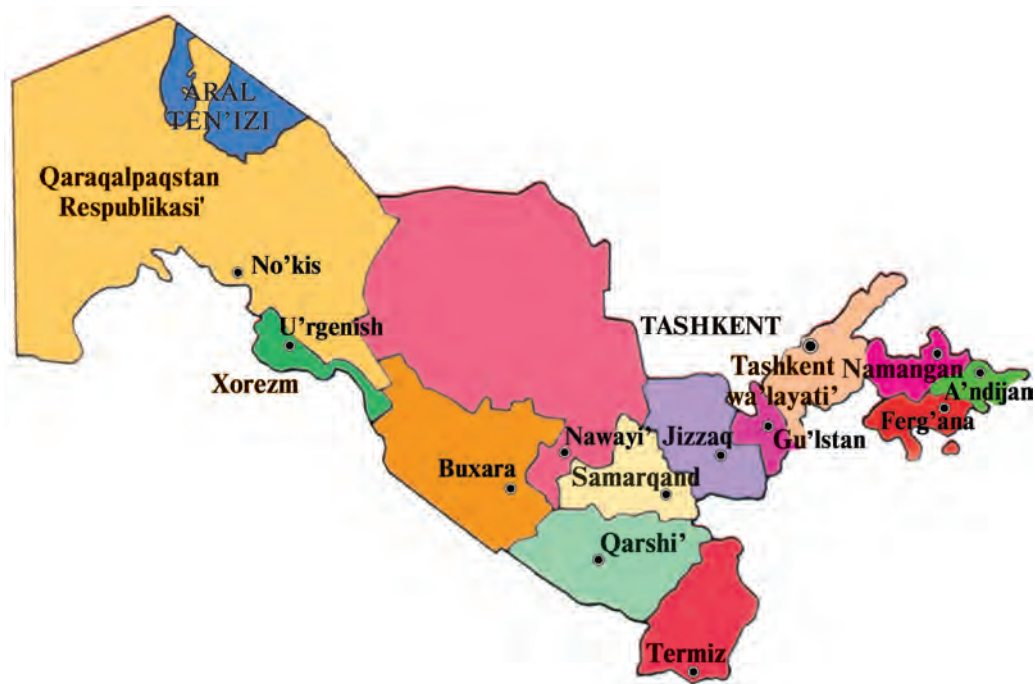 ARAL
TEN’IZI
Qaraqalpaqstan
Respublikasi'
No’kis
U’rgenish
Xorezm
TASHKENT
Tashkent
wa’layati’
Namangan
A’ndijan
Ferg’ana
Gu’lstan
Nawayi’
Jizzaq
Buxara
Samarqand
Qarshi’
Termiz